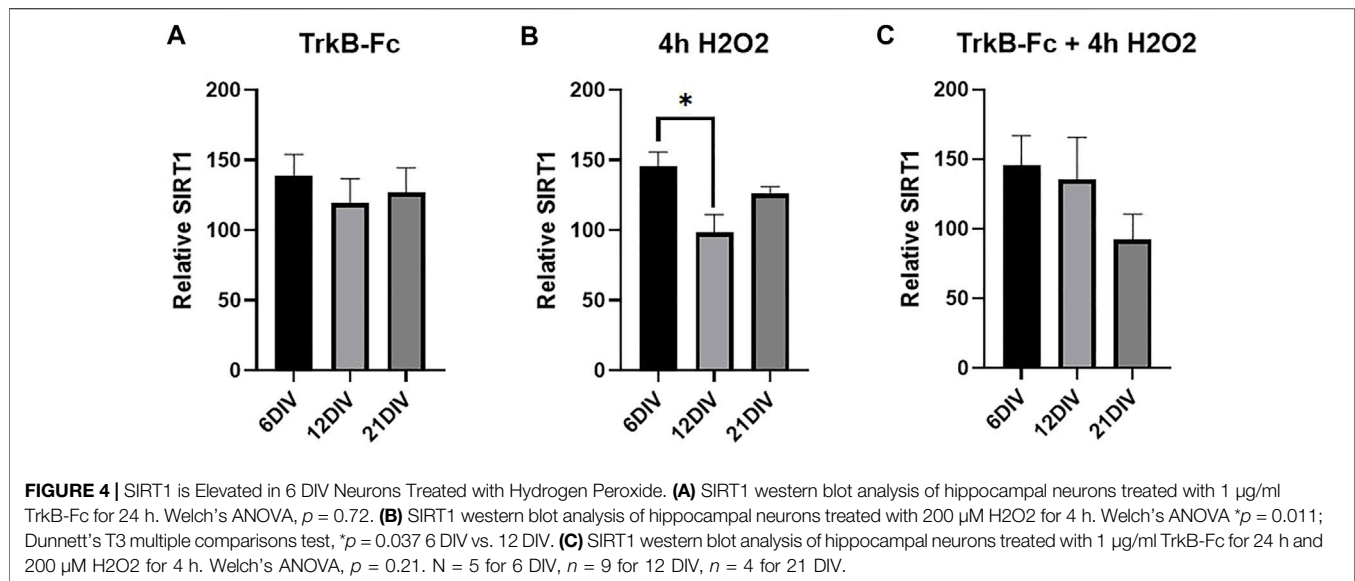 A TrkB-Fc
B 4h H2O2
C TrkB-Fc + 4h H2O2
Relative SIRT1
200
150
100
50
0
6DIV
12DIV
21DIV
Relative SIRT1
200
150
100
50
0
*
6DIV
12DIV
21DIV
Relative SIRT1
200
150
100
50
0
6DIV
12DIV
21DIV
FIGURE 4 | SIRT1 is Elevated in 6 DIV Neurons Treated with Hydrogen Peroxide. (A) SIRT1 western blot analysis of hippocampal neurons treated with 1 μg/ml
TrkB-Fc for 24 h. Welch's ANOVA, p = 0.72. (B) SIRT1 western blot analysis of hippocampal neurons treated with 200 μM H2O2 for 4 h. Welch's ANOVA *p = 0.011;
Dunnett's T3 multiple comparisons test, *p = 0.037 6 DIV vs. 12 DIV. (C) SIRT1 western blot analysis of hippocampal neurons treated with 1 μg/ml TrkB-Fc for 24 h and
200 μM H2O2 for 4 h. Welch's ANOVA, p = 0.21. N = 5 for 6 DIV, n = 9 for 12 DIV, n = 4 for 21 DIV.